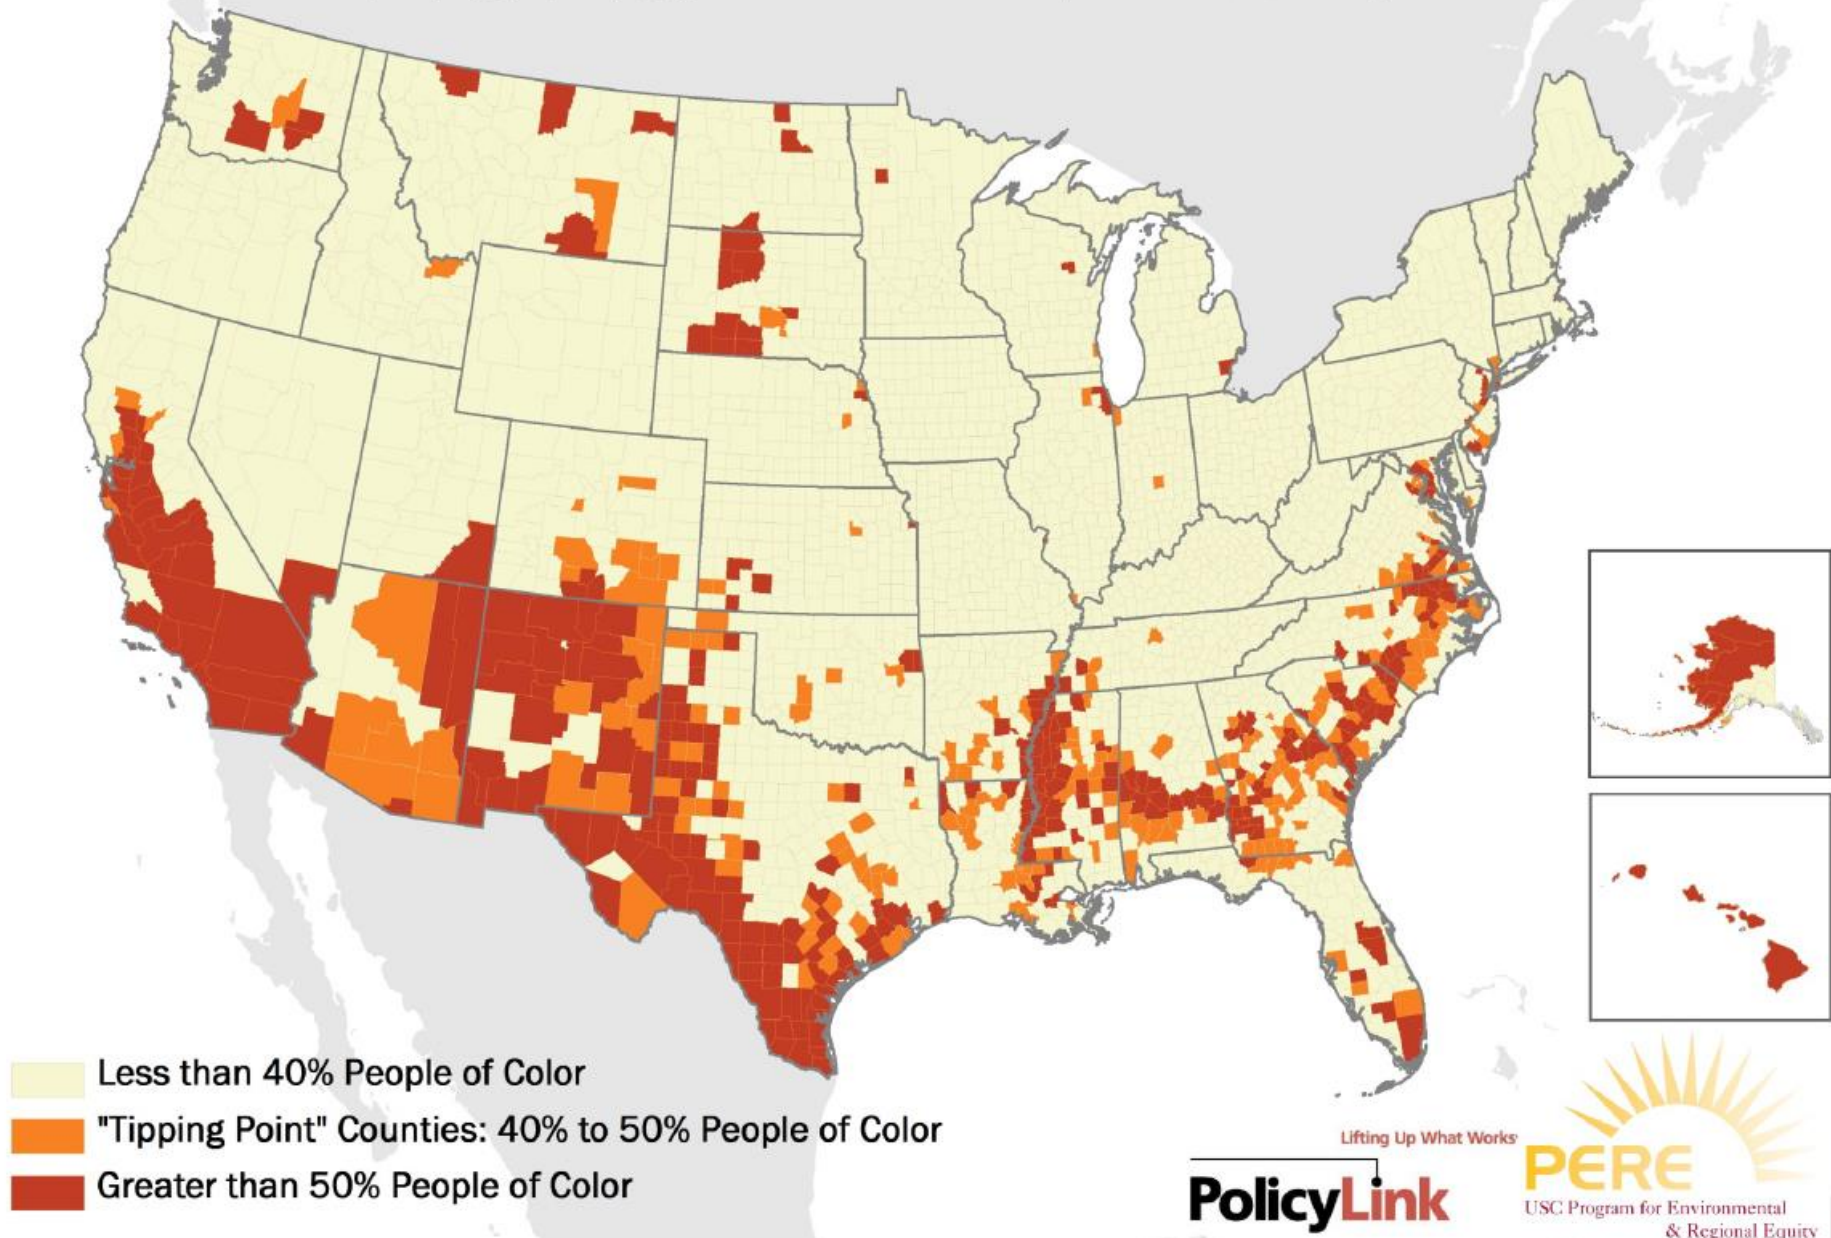 Less than 40% People of Color
"Tipping Point" Counties: 40% to 50% People of Color
Greater than 50% People of Color
Lifting Up What Works
PolicyLink
PERE
USC Program for Environmental
& Regional Equity